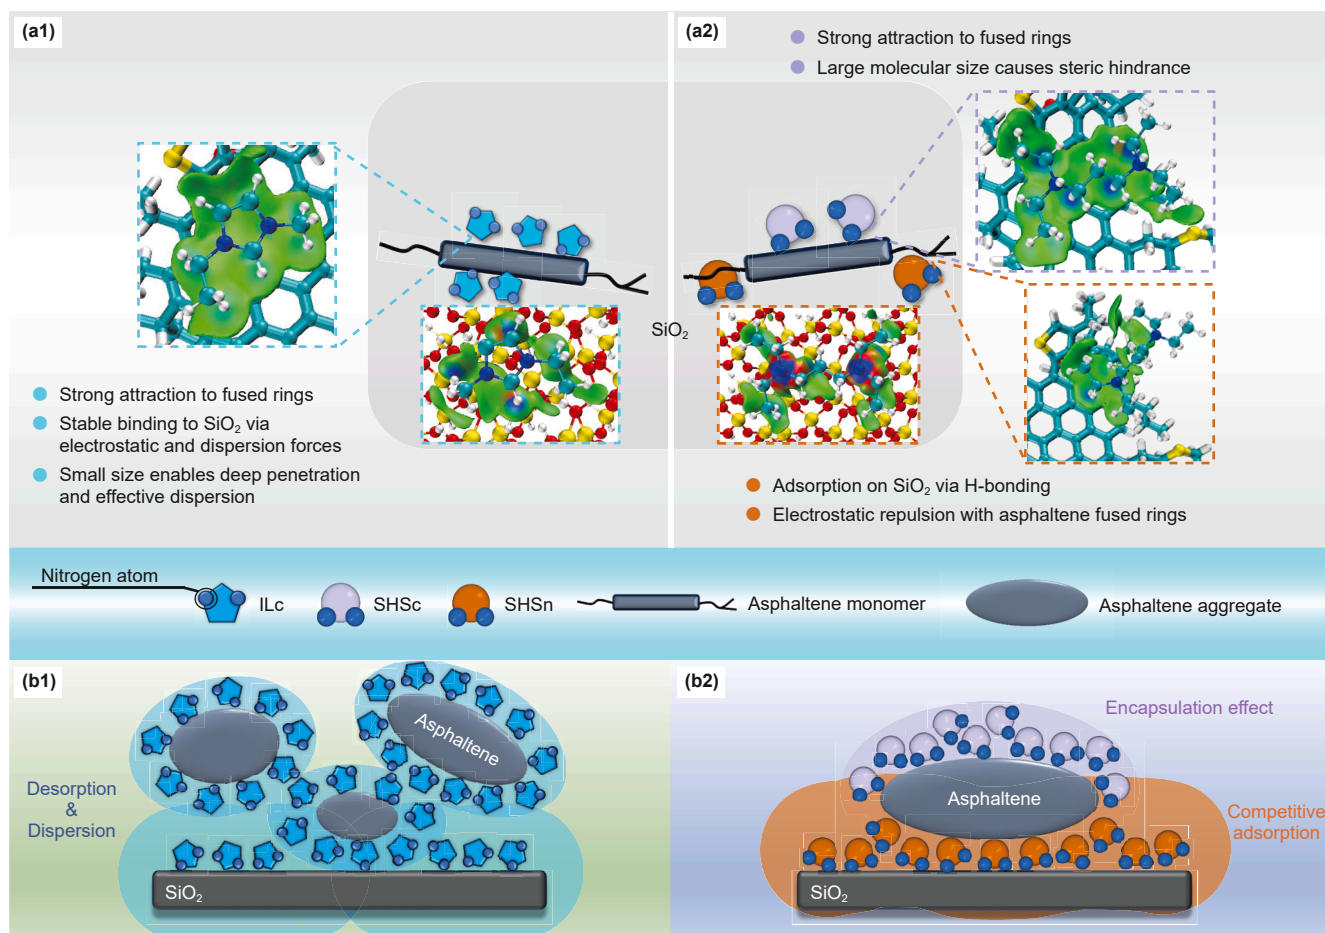 (a1)
Strong attraction to fused rings
Stable binding to SiO₂ via
electrostatic and dispersion forces
Small size enables deep penetration
and effective dispersion
(a2)
Strong attraction to fused rings
Large molecular size causes steric hindrance
SiO₂
Adsorption on SiO₂ via H-bonding
Electrostatic repulsion with asphaltene fused rings
Nitrogen atom
ILc
SHSc
SHSn
Asphaltene monomer
Asphaltene aggregate
(b1)
Asphaltene
Desorption
&
Dispersion
SiO₂
(b2)
Encapsulation effect
Asphaltene
Competitive
adsorption
SiO₂